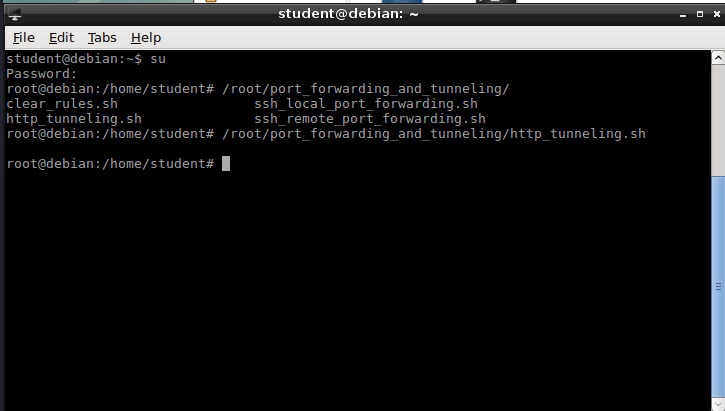 student@debian: ~
File Edit Tabs Help
student@debian:~$ su
Password:
root@debian:/home/student# /root/port_forwarding_and_tunneling/
clear_rules.sh ssh_local_port_forwarding.sh
http_tunneling.sh ssh_remote_port_forwarding.sh
root@debian:/home/student# /root/port_forwarding_and_tunneling/http_tunneling.sh
root@debian:/home/student#